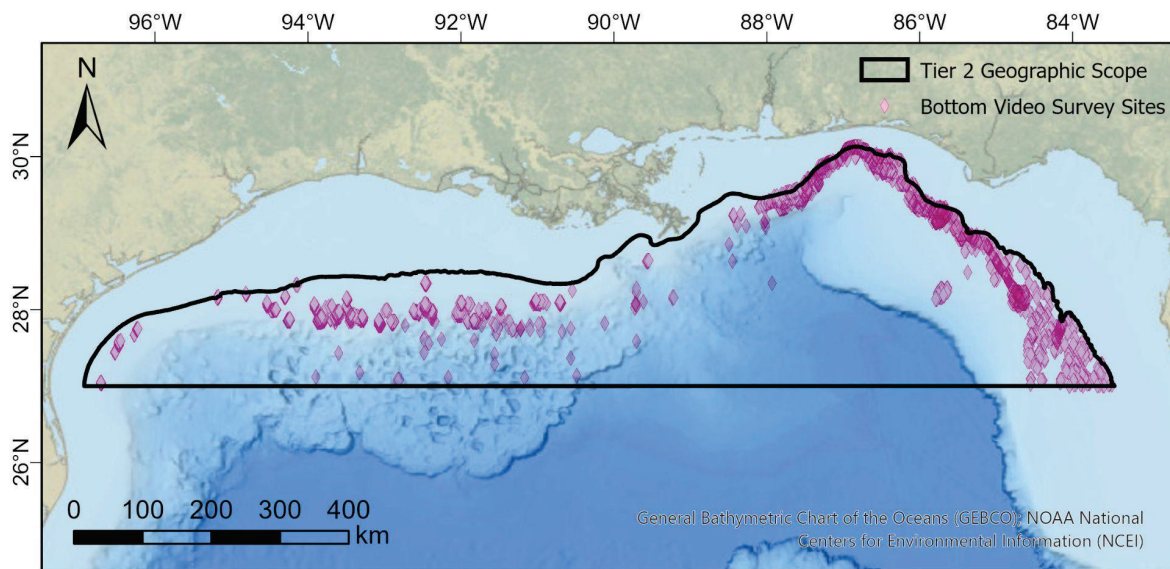 96°W 94°W 92°W 90°W 88°W 86°W 84°W
N
Tier 2 Geographic Scope
Bottom Video Survey Sites
30°N
28°N
26°N
0 100 200 300 400
km
General Bathymetric Chart of the Oceans (GEBCO); NOAA National
Centers for Environmental Information (NCEI)